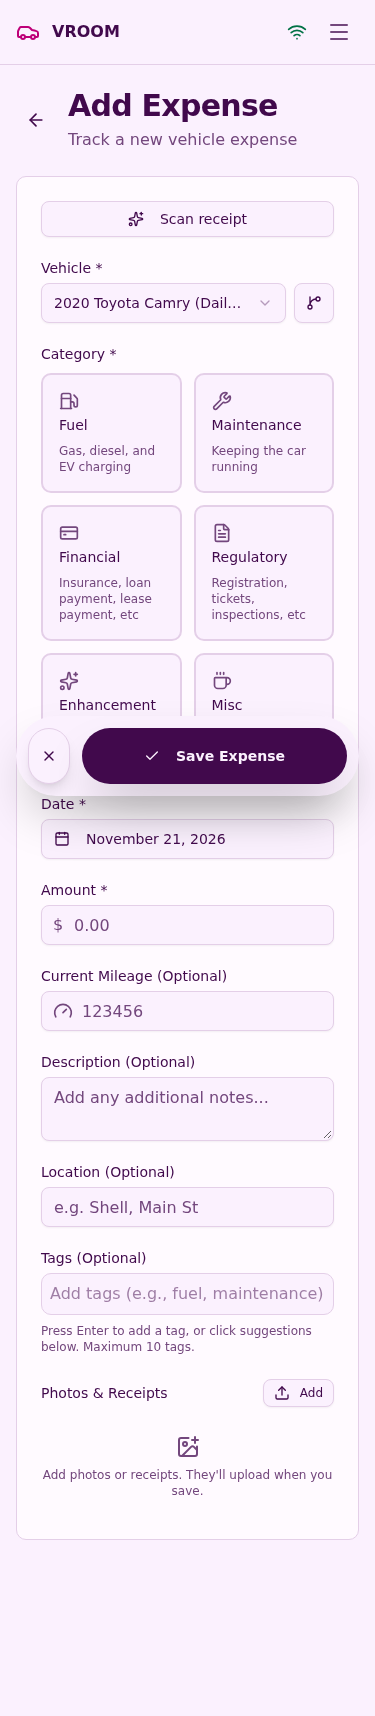 VROOM
Add Expense
Track a new vehicle expense
Scan receipt
Vehicle *
2020 Toyota Camry (Dail...
Category *
Fuel
Gas, diesel, and
EV charging
Maintenance
Keeping the car
running
Financial
Insurance, loan
payment, lease
payment, etc
Regulatory
Registration,
tickets,
inspections, etc
Enhancement
Misc
Save Expense
Date *
November 21, 2026
Amount *
$ 0.00
Current Mileage (Optional)
123456
Description (Optional)
Add any additional notes...
Location (Optional)
e.g. Shell, Main St
Tags (Optional)
Add tags (e.g., fuel, maintenance)
Press Enter to add a tag, or click suggestions
below. Maximum 10 tags.
Photos & Receipts
Add
Add photos or receipts. They'll upload when you
save.